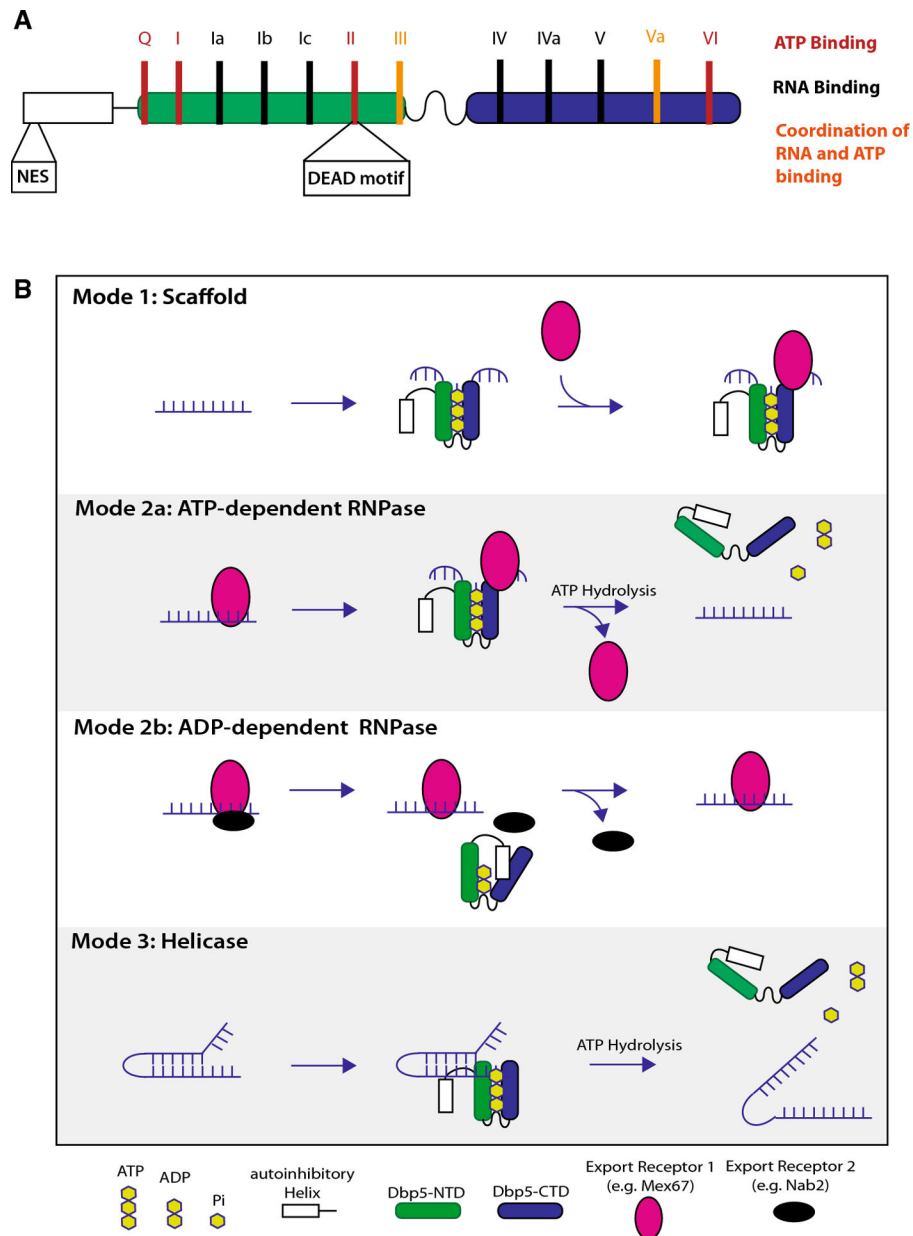 A
Q I Ia Ib Ic II III IV IVa V Va VI
ATP Binding
RNA Binding
Coordination of
RNA and ATP
binding
NES
DEAD motif
B
Mode 1: Scaffold
Mode 2a: ATP-dependent RNPase
ATP Hydrolysis
Mode 2b: ADP-dependent RNPase
Mode 3: Helicase
ATP Hydrolysis
ATP
ADP
Pi
autoinhibitory
Helix
Dbp5-NTD
Dbp5-CTD
Export Receptor 1
(e.g. Mex67)
Export Receptor 2
(e.g. Nab2)